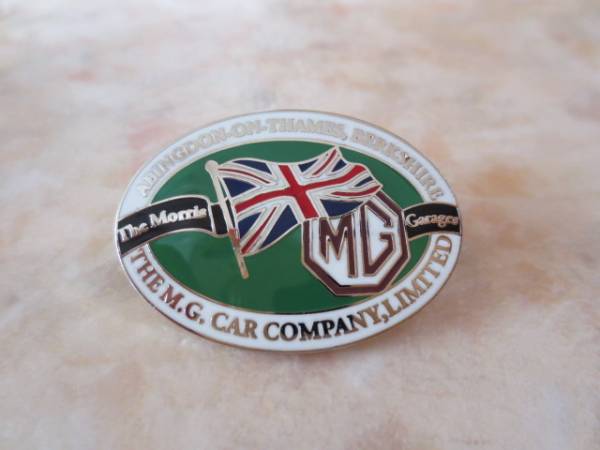 ABINGDON-ON-THAMES, BERKSHIRE
The Morris
Garages
MG
THE M.G. CAR COMPANY, LIMITED